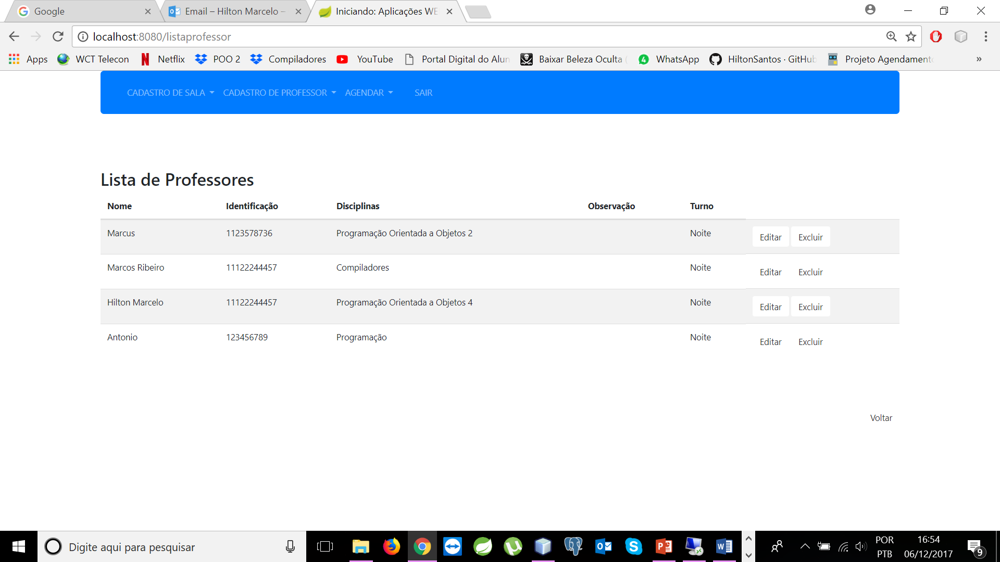 Google
Email – Hilton Marcelo –
Iniciando: Aplicações WE
localhost:8080/listaprofessor
Apps WCT Telecon Netflix POO 2 Compiladores YouTube Portal Digital do Alun Baixar Beleza Oculta ( WhatsApp HiltonSantos · GitHub Projeto Agendamento »
CADASTRO DE SALA CADASTRO DE PROFESSOR AGENDAR SAIR
Lista de Professores
Nome Identificação Disciplinas Observação Turno
Marcus 1123578736 Programação Orientada a Objetos 2 Noite Editar Excluir
Marcos Ribeiro 11122244457 Compiladores Noite Editar Excluir
Hilton Marcelo 11122244457 Programação Orientada a Objetos 4 Noite Editar Excluir
Antonio 123456789 Programação Noite Editar Excluir
Voltar
Digite aqui para pesquisar
POR 16:54
PTB 06/12/2017
9